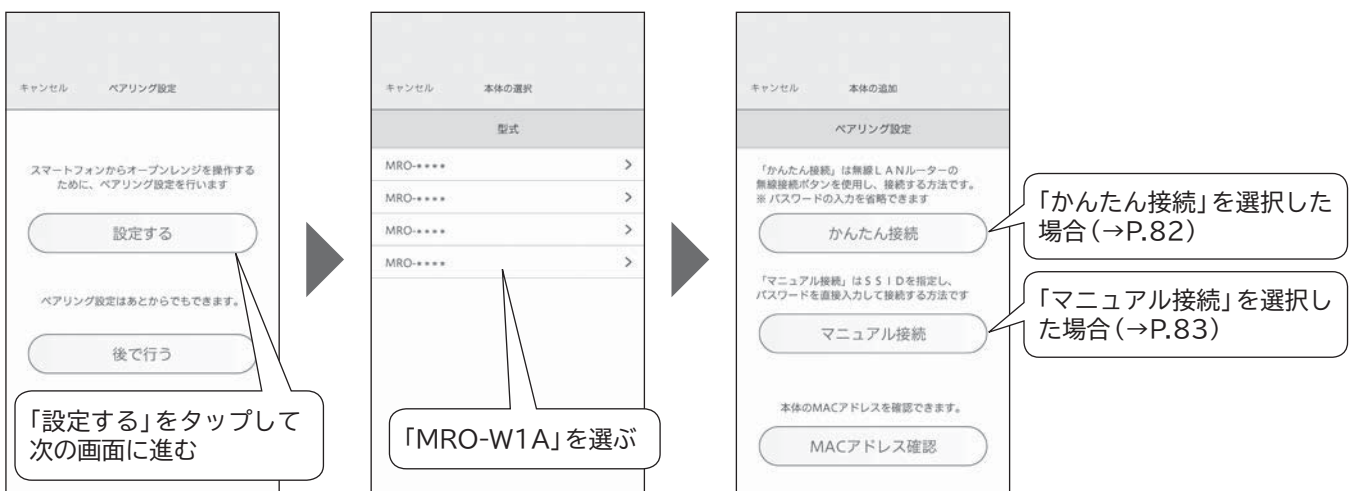 キャンセル ペアリング設定
スマートフォンからオーブンレンジを操作する
ために、ペアリング設定を行います
設定する
ペアリング設定はあとからでもできます。
後で行う
「設定する」をタップして
次の画面に進む
キャンセル 本体の選択
型式
MRO-**** >
MRO-**** >
MRO-**** >
MRO-**** >
「MRO-W1A」を選ぶ
キャンセル 本体の追加
ペアリング設定
「かんたん接続」は無線LANルーターの
無線接続ボタンを使用し、接続する方法です。
※ パスワードの入力を省略できます
かんたん接続
「マニュアル接続」はSSIDを指定し、
パスワードを直接入力して接続する方法です
マニュアル接続
本体のMACアドレスを確認できます。
MACアドレス確認
「かんたん接続」を選択した
場合(→P.82)
「マニュアル接続」を選択し
た場合(→P.83)